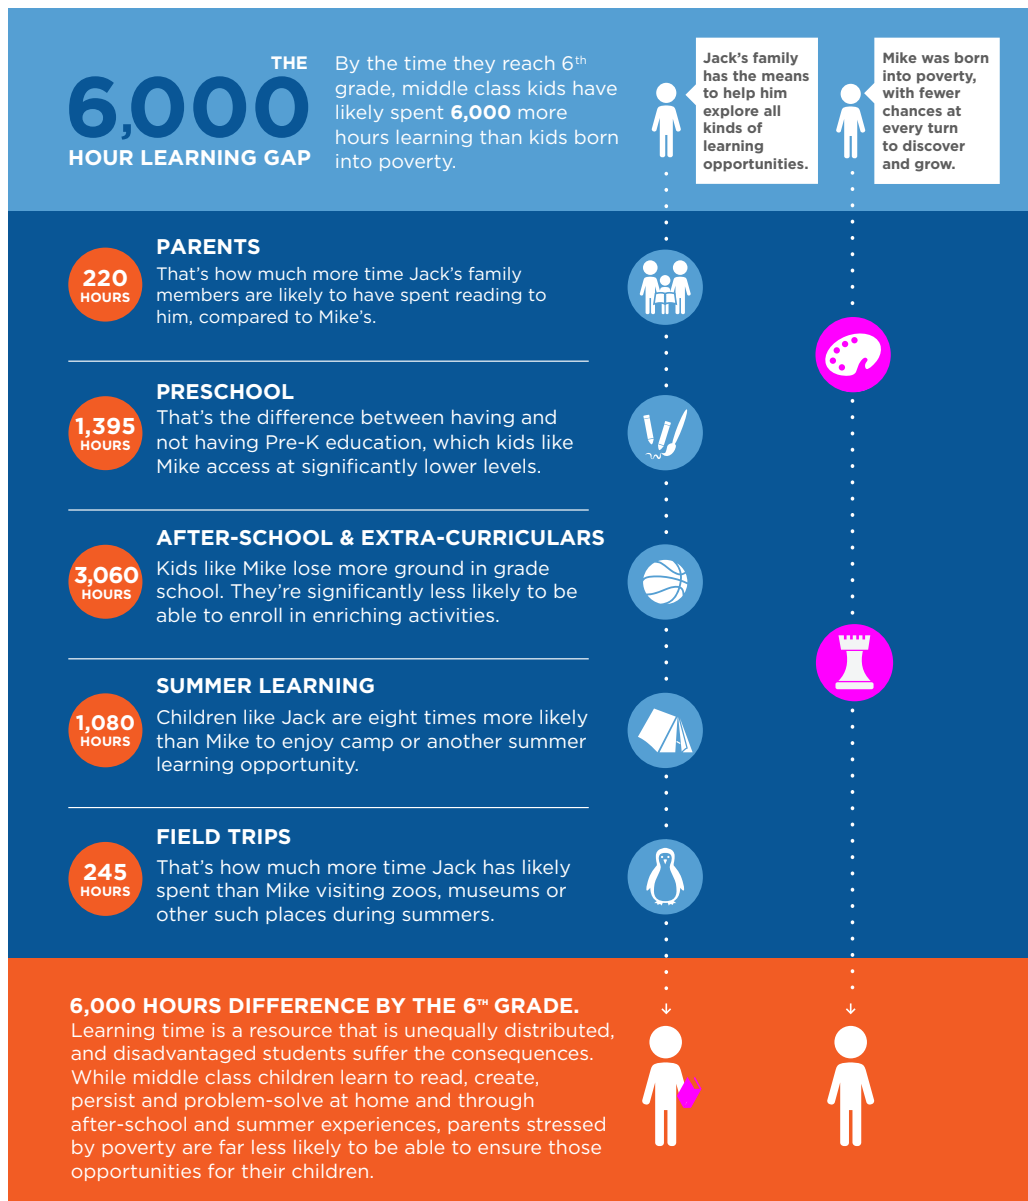 THE
6,000
HOUR LEARNING GAP
By the time they reach 6th
grade, middle class kids have
likely spent 6,000 more
hours learning than kids born
into poverty.
Jack's family
has the means
to help him
explore all
kinds of
learning
opportunities.
Mike was born
into poverty,
with fewer
chances at
every turn
to discover
and grow.
220
HOURS
PARENTS
That's how much more time Jack's family
members are likely to have spent reading to
him, compared to Mike's.
1,395
HOURS
PRESCHOOL
That's the difference between having and
not having Pre-K education, which kids like
Mike access at significantly lower levels.
3,060
HOURS
AFTER-SCHOOL & EXTRA-CURRICULARS
Kids like Mike lose more ground in grade
school. They're significantly less likely to be
able to enroll in enriching activities.
1,080
HOURS
SUMMER LEARNING
Children like Jack are eight times more likely
than Mike to enjoy camp or another summer
learning opportunity.
245
HOURS
FIELD TRIPS
That's how much more time Jack has likely
spent than Mike visiting zoos, museums or
other such places during summers.
6,000 HOURS DIFFERENCE BY THE 6TH GRADE.
Learning time is a resource that is unequally distributed,
and disadvantaged students suffer the consequences.
While middle class children learn to read, create,
persist and problem-solve at home and through
after-school and summer experiences, parents stressed
by poverty are far less likely to be able to ensure those
opportunities for their children.